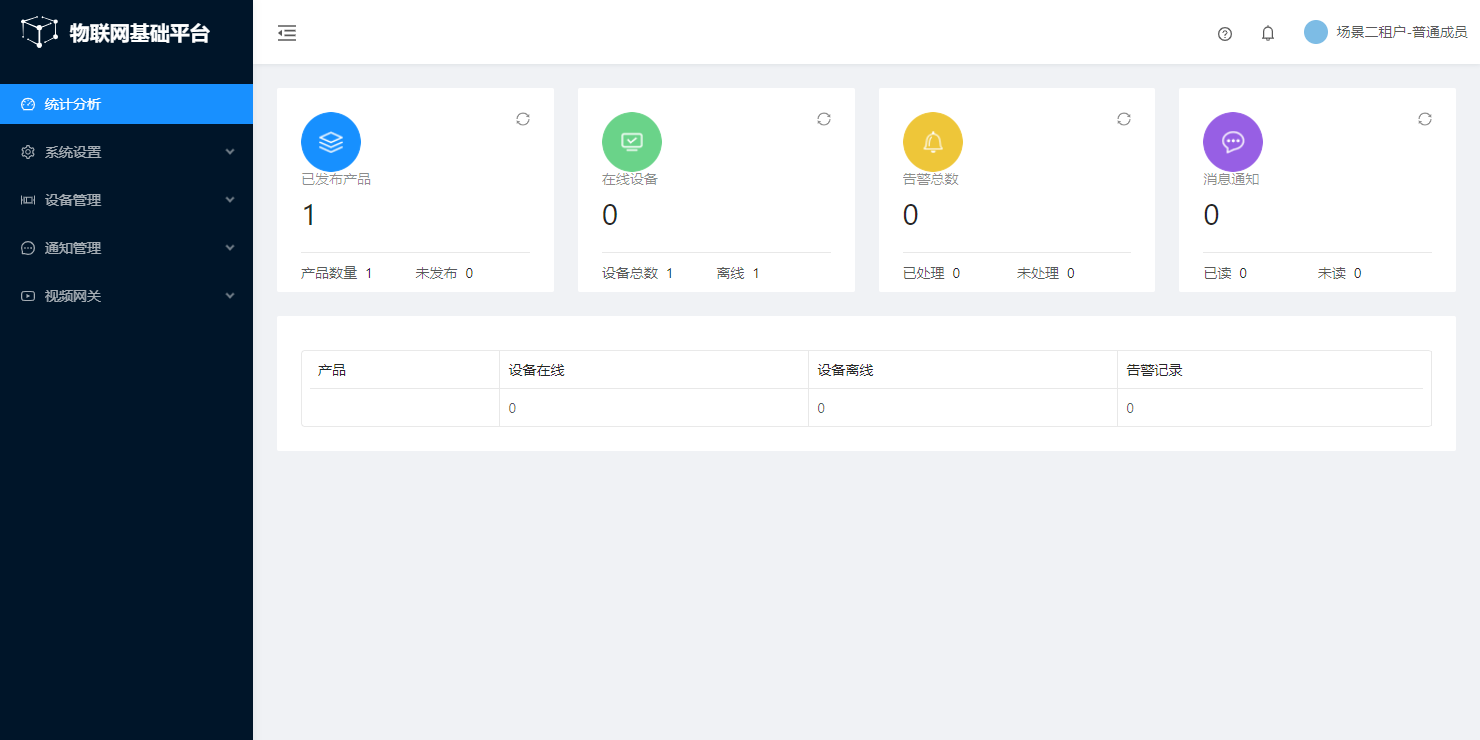 物联网基础平台
场景二租户-普通成员
统计分析
系统设置
设备管理
通知管理
视频网关
已发布产品
1
产品数量 1 未发布 0
在线设备
0
设备总数 1 离线 1
告警总数
0
已处理 0 未处理 0
消息通知
0
已读 0 未读 0
产品 设备在线 设备离线 告警记录
0 0 0